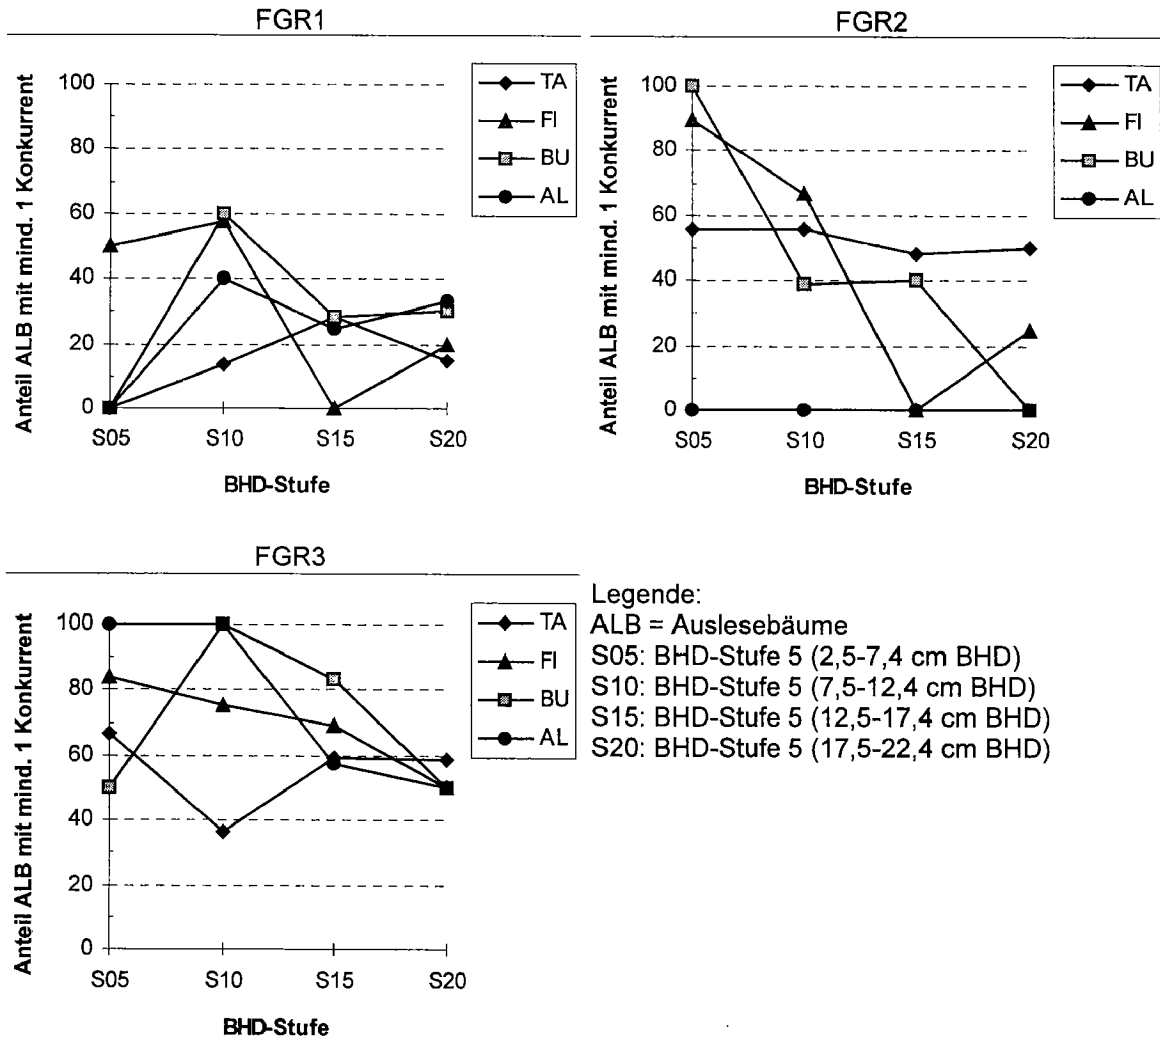 FGR1
Anteil ALB mit mind. 1 Konkurrent
100
80
60
40
20
0
S05 S10 S15 S20
BHD-Stufe
TA
FI
BU
AL
FGR2
Anteil ALB mit mind. 1 Konkurrent
100
80
60
40
20
0
S05 S10 S15 S20
BHD-Stufe
TA
FI
BU
AL
FGR3
Anteil ALB mit mind. 1 Konkurrent
100
80
60
40
20
0
S05 S10 S15 S20
BHD-Stufe
TA
FI
BU
AL
Legende:
ALB = Auslesebäume
S05: BHD-Stufe 5 (2,5-7,4 cm BHD)
S10: BHD-Stufe 5 (7,5-12,4 cm BHD)
S15: BHD-Stufe 5 (12,5-17,4 cm BHD)
S20: BHD-Stufe 5 (17,5-22,4 cm BHD)